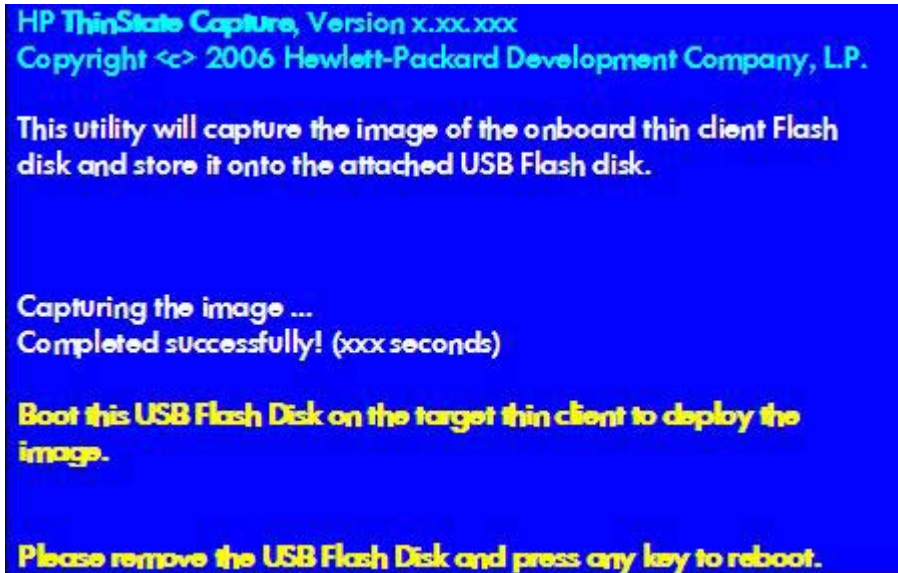 HP ThinState Capture, Version x.xx.xxx
Copyright <c> 2006 Hewlett-Packard Development Company, L.P.
This utility will capture the image of the onboard thin client Flash
disk and store it onto the attached USB Flash disk.
Capturing the image ...
Completed successfully! (xxx seconds)
Boot this USB Flash Disk on the target thin client to deploy the
image.
Please remove the USB Flash Disk and press any key to reboot.